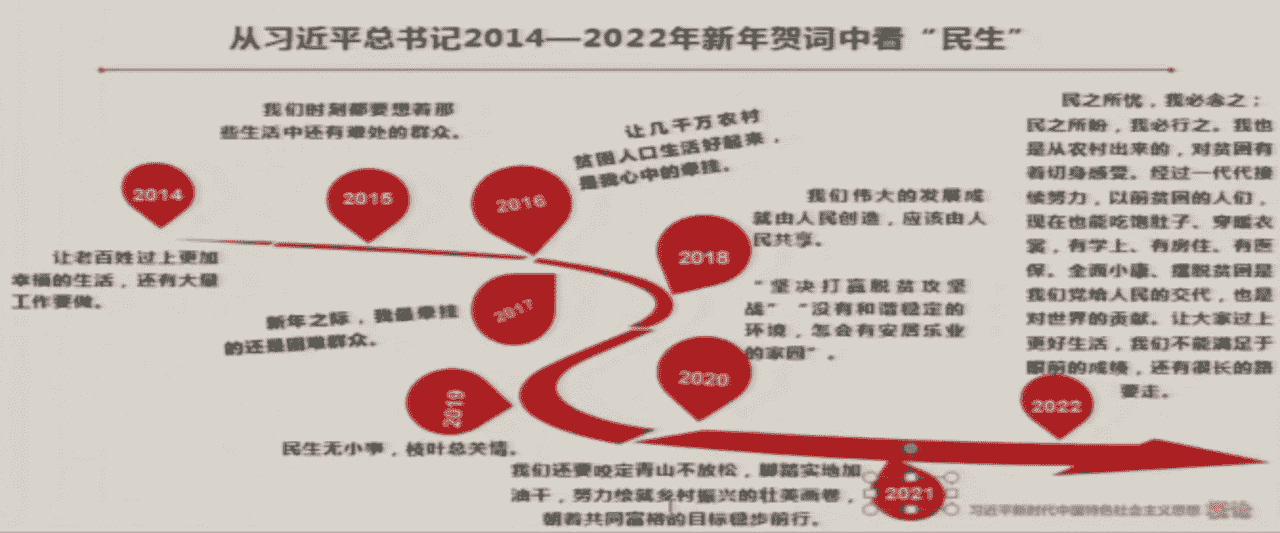 从习近平总书记2014—2022年新年贺词中看“民生”
2014
让老百姓过上更加
幸福的生活，还有大量
工作要做。
我们时刻都要想着那
些生活中还有难处的群众。
2015
让几千万农村
贫困人口生活好起来，
是我心中的牵挂。
2016
新年之际，我最牵挂
的还是困难群众。
2017
我们伟大的发展成
就由人民创造，应该由人
民共享。
2018
2019
民生无小事，枝叶总关情。
“坚决打赢脱贫攻坚
战”“没有和谐稳定的
环境，怎会有安居乐业
的家园”。
2020
我们还要咬定青山不放松，脚踏实地加
油干，努力绘就乡村振兴的壮美画卷，
朝着共同富裕的目标稳步前行。
2021
民之所忧，我必念之；
民之所盼，我必行之。我也
是从农村出来的，对贫困有
着切身感受。经过一代代接
续努力，以前贫困的人们，
现在也能吃饱肚子、穿暖衣
裳，有学上、有房住、有医
保。全面小康、摆脱贫困是
我们党给人民的交代，也是
对世界的贡献。让大家过上
更好生活，我们不能满足于
眼前的成绩，还有很长的路
要走。
2022
习近平新时代中国特色社会主义思想